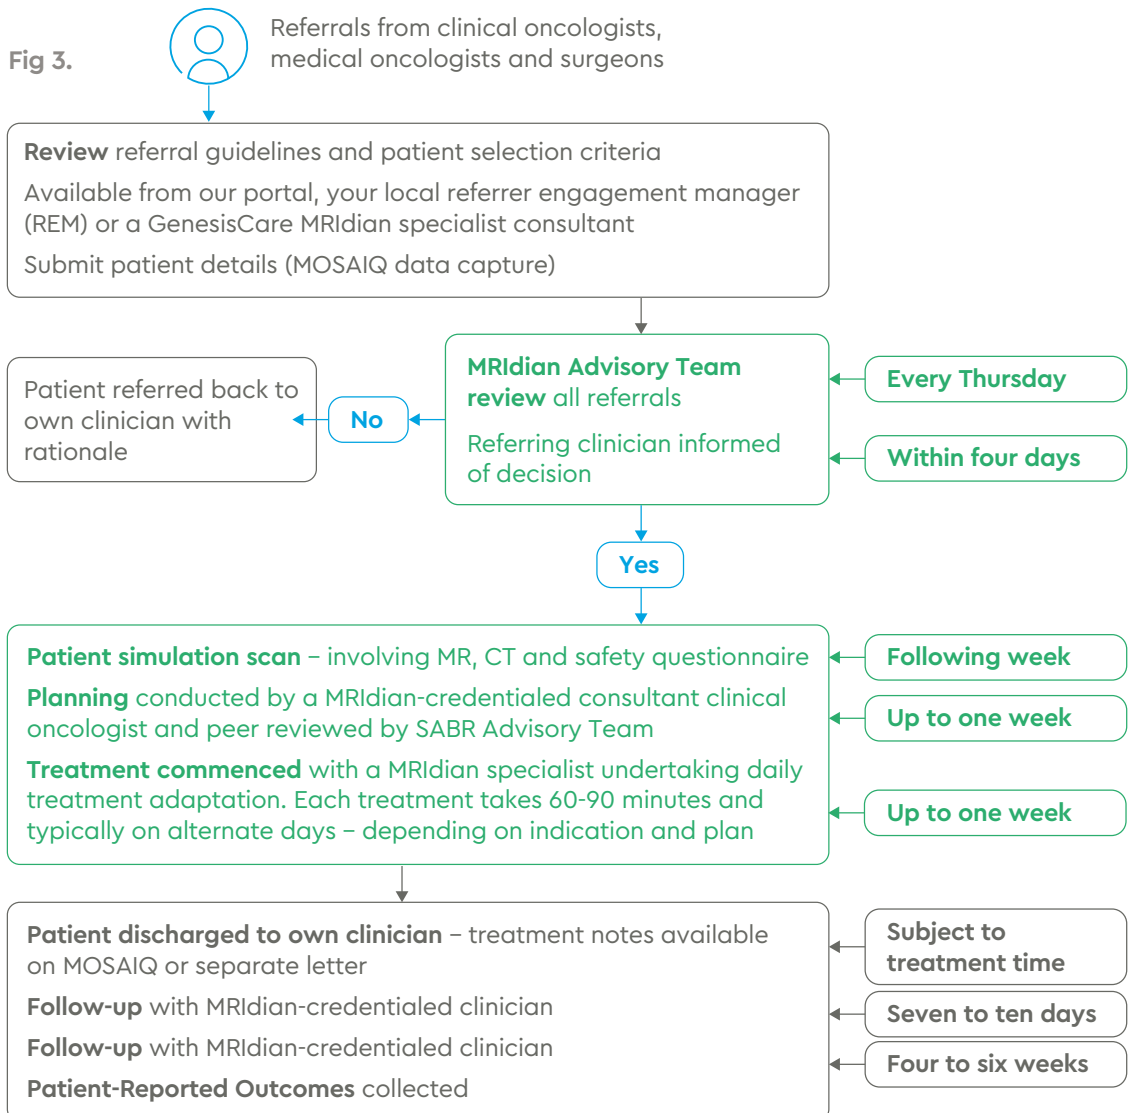 Fig 3.
Referrals from clinical oncologists,
medical oncologists and surgeons
Review referral guidelines and patient selection criteria
Available from our portal, your local referrer engagement manager
(REM) or a GenesisCare MRIdian specialist consultant
Submit patient details (MOSAIQ data capture)
Patient referred back to
own clinician with
rationale
No
MRIdian Advisory Team
review all referrals
Referring clinician informed
of decision
Every Thursday
Within four days
Yes
Patient simulation scan – involving MR, CT and safety questionnaire
Planning conducted by a MRIdian-credentialed consultant clinical
oncologist and peer reviewed by SABR Advisory Team
Treatment commenced with a MRIdian specialist undertaking daily
treatment adaptation. Each treatment takes 60-90 minutes and
typically on alternate days – depending on indication and plan
Following week
Up to one week
Up to one week
Patient discharged to own clinician – treatment notes available
on MOSAIQ or separate letter
Follow-up with MRIdian-credentialed clinician
Follow-up with MRIdian-credentialed clinician
Patient-Reported Outcomes collected
Subject to
treatment time
Seven to ten days
Four to six weeks